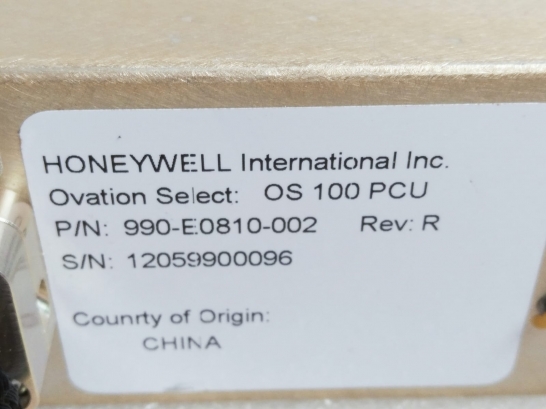 HONEYWELL International Inc.
Ovation Select: OS 100 PCU
P/N: 990-E0810-002 Rev: R
S/N: 12059900096
Counrty of Origin:
CHINA